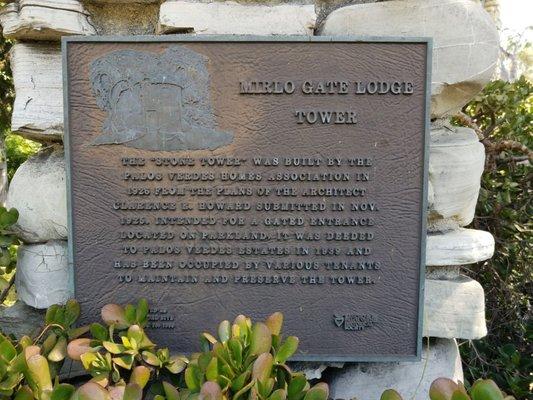 MIRLO GATE LODGE
TOWER
THE "STONE TOWER" WAS BUILT BY THE
PALOS VERDES HOMES ASSOCIATION IN
1926 FROM THE PLANS OF THE ARCHITECT
CLARENCE E. HOWARD SUBMITTED IN NOV.
1925. INTENDED FOR A GATED ENTRANCE
LOCATED ON PARKLAND, IT WAS DEEDED
TO PALOS VERDES ESTATES IN 1939 AND
HAS BEEN OCCUPIED BY VARIOUS TENANTS
TO MAINTAIN AND PRESERVE THE TOWER.